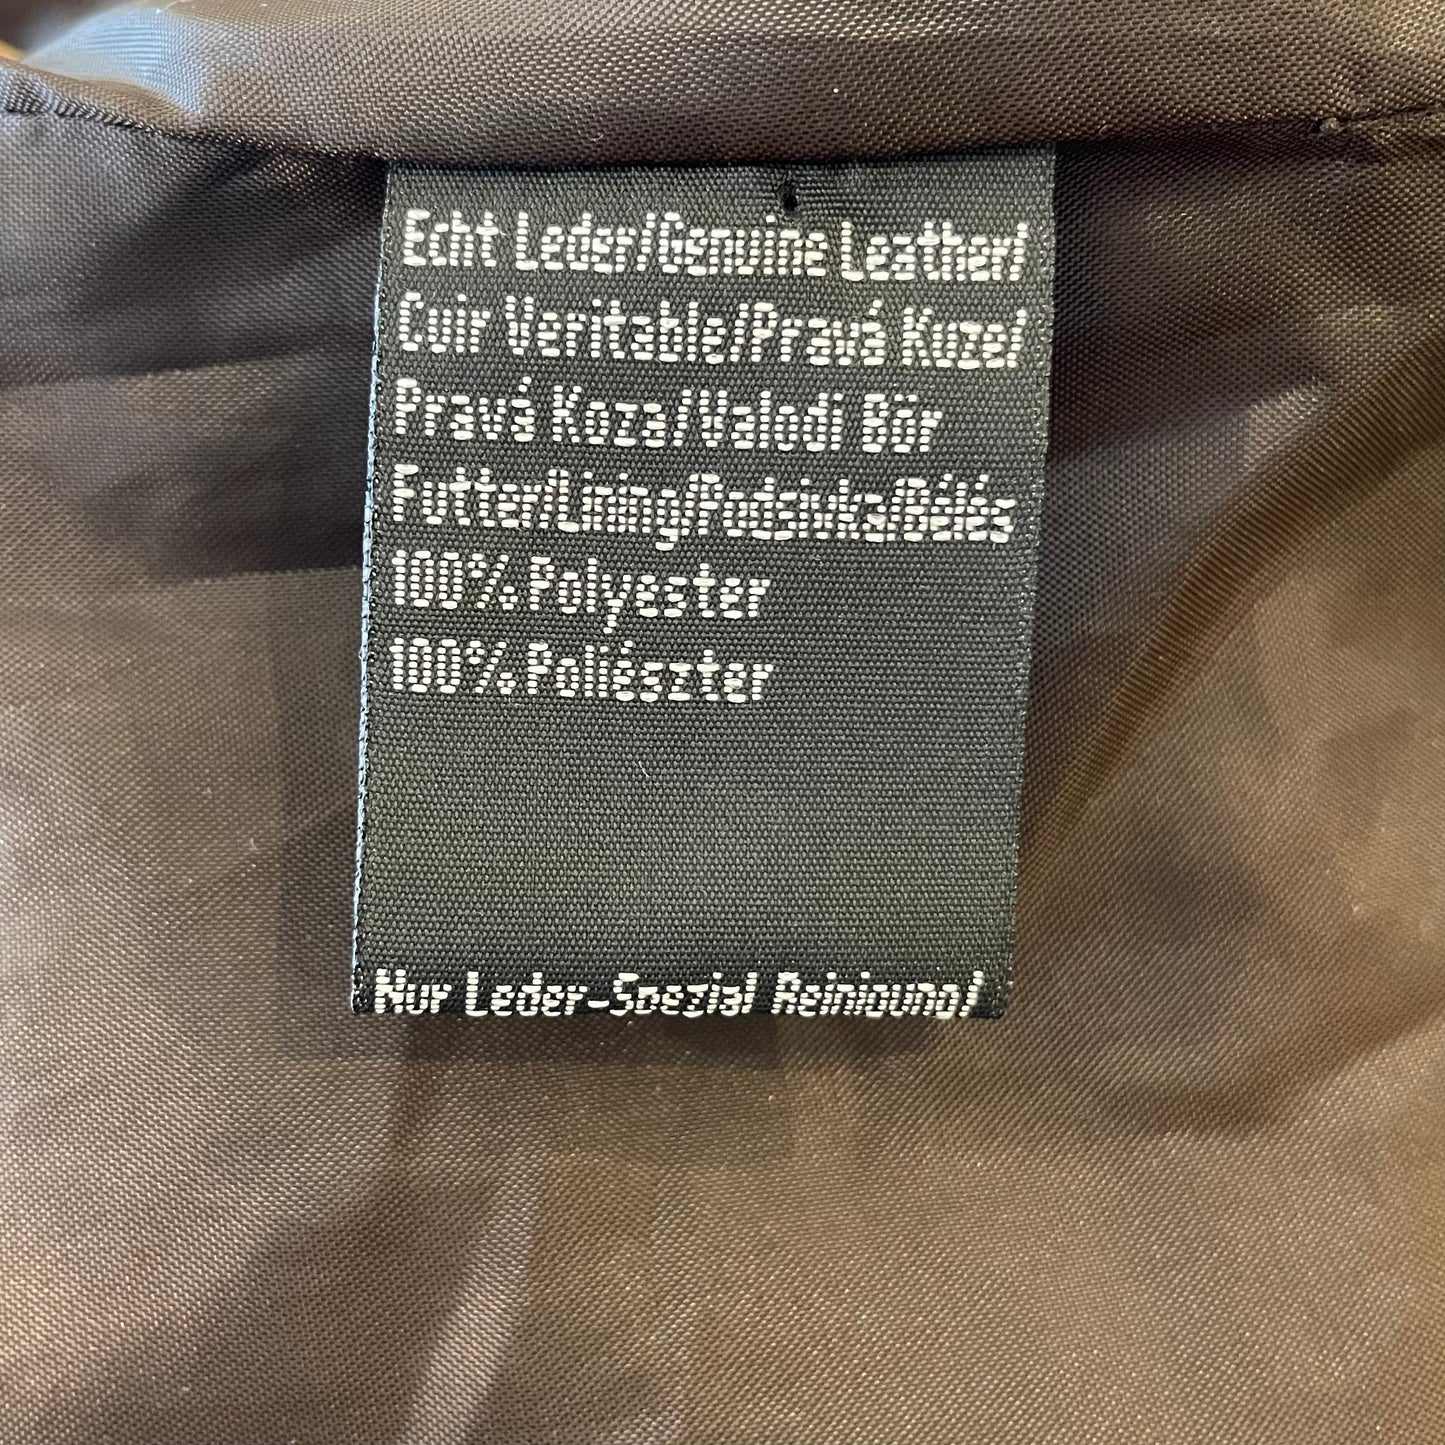 Echt Leder/Genuine Leather/
Cuir Veritable/Pravá Kuze/
Pravá Koza/Valodi Bör
Futter/Lining/Podsivka/Bélés
100% Polyester
100% Poliészter
Nur Leder-Spezial Reinigung!